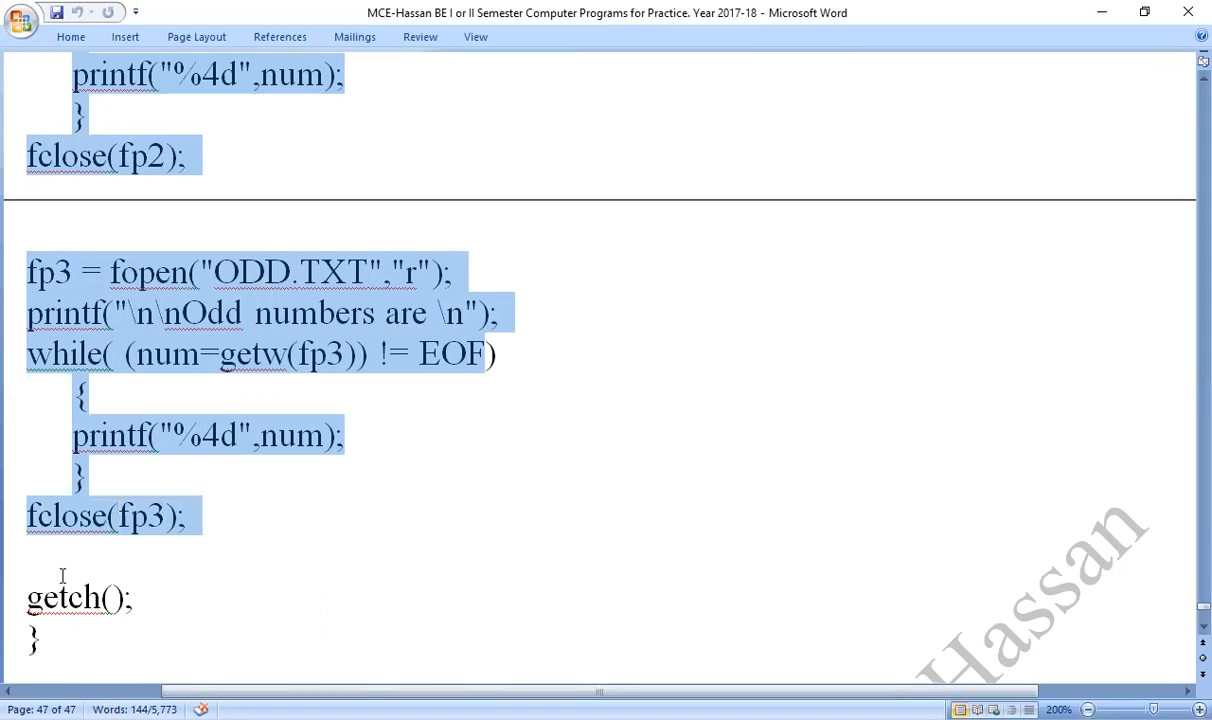 MCE-Hassan BE I or II Semester Computer Programs for Practice. Year 2017-18 - Microsoft Word
Home Insert Page Layout References Mailings Review View
printf("%4d",num);
}
fclose(fp2);
fp3 = fopen("ODD.TXT","r");
printf("\n\nOdd numbers are \n");
while( (num=getw(fp3)) != EOF)
{
printf("%4d",num);
}
fclose(fp3);
getch();
}
Hassan
Page: 47 of 47 Words: 144/5,773 200%